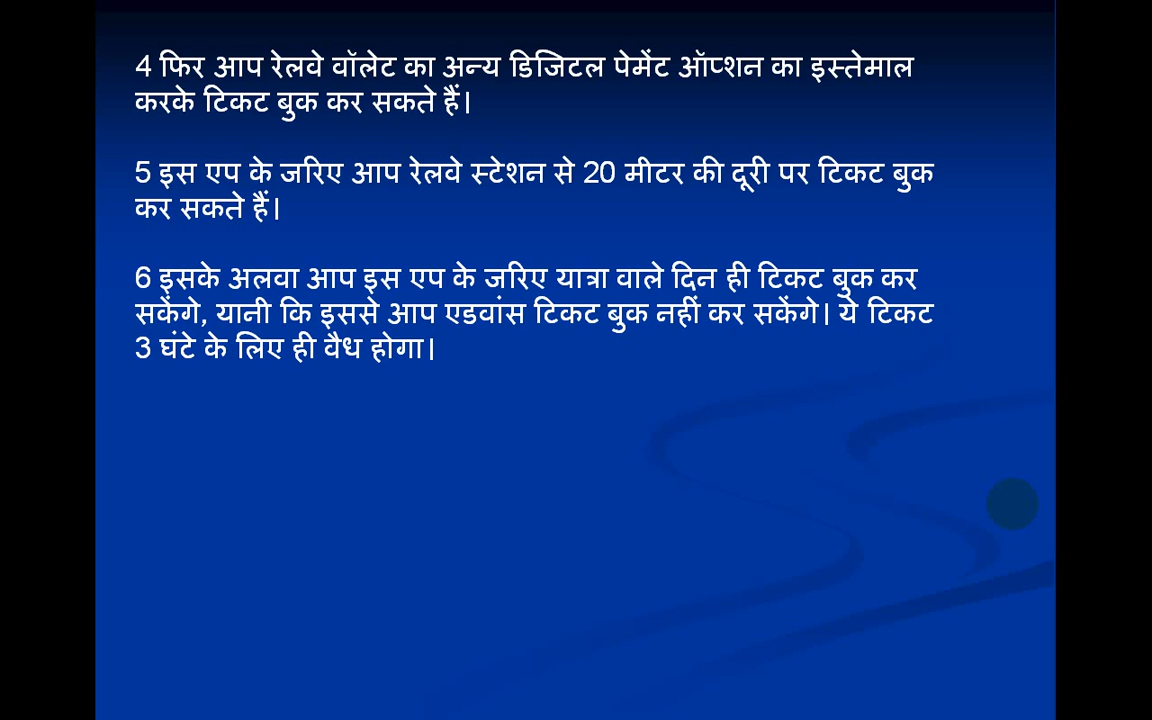 4 फिर आप रेलवे वॉलेट का अन्य डिजिटल पेमेंट ऑप्शन का इस्तेमाल
करके टिकट बुक कर सकते हैं।
5 इस एप के जरिए आप रेलवे स्टेशन से 20 मीटर की दूरी पर टिकट बुक
कर सकते हैं।
6 इसके अलवा आप इस एप के जरिए यात्रा वाले दिन ही टिकट बुक कर
सकेंगे, यानी कि इससे आप एडवांस टिकट बुक नहीं कर सकेंगे। ये टिकट
3 घंटे के लिए ही वैध होगा।